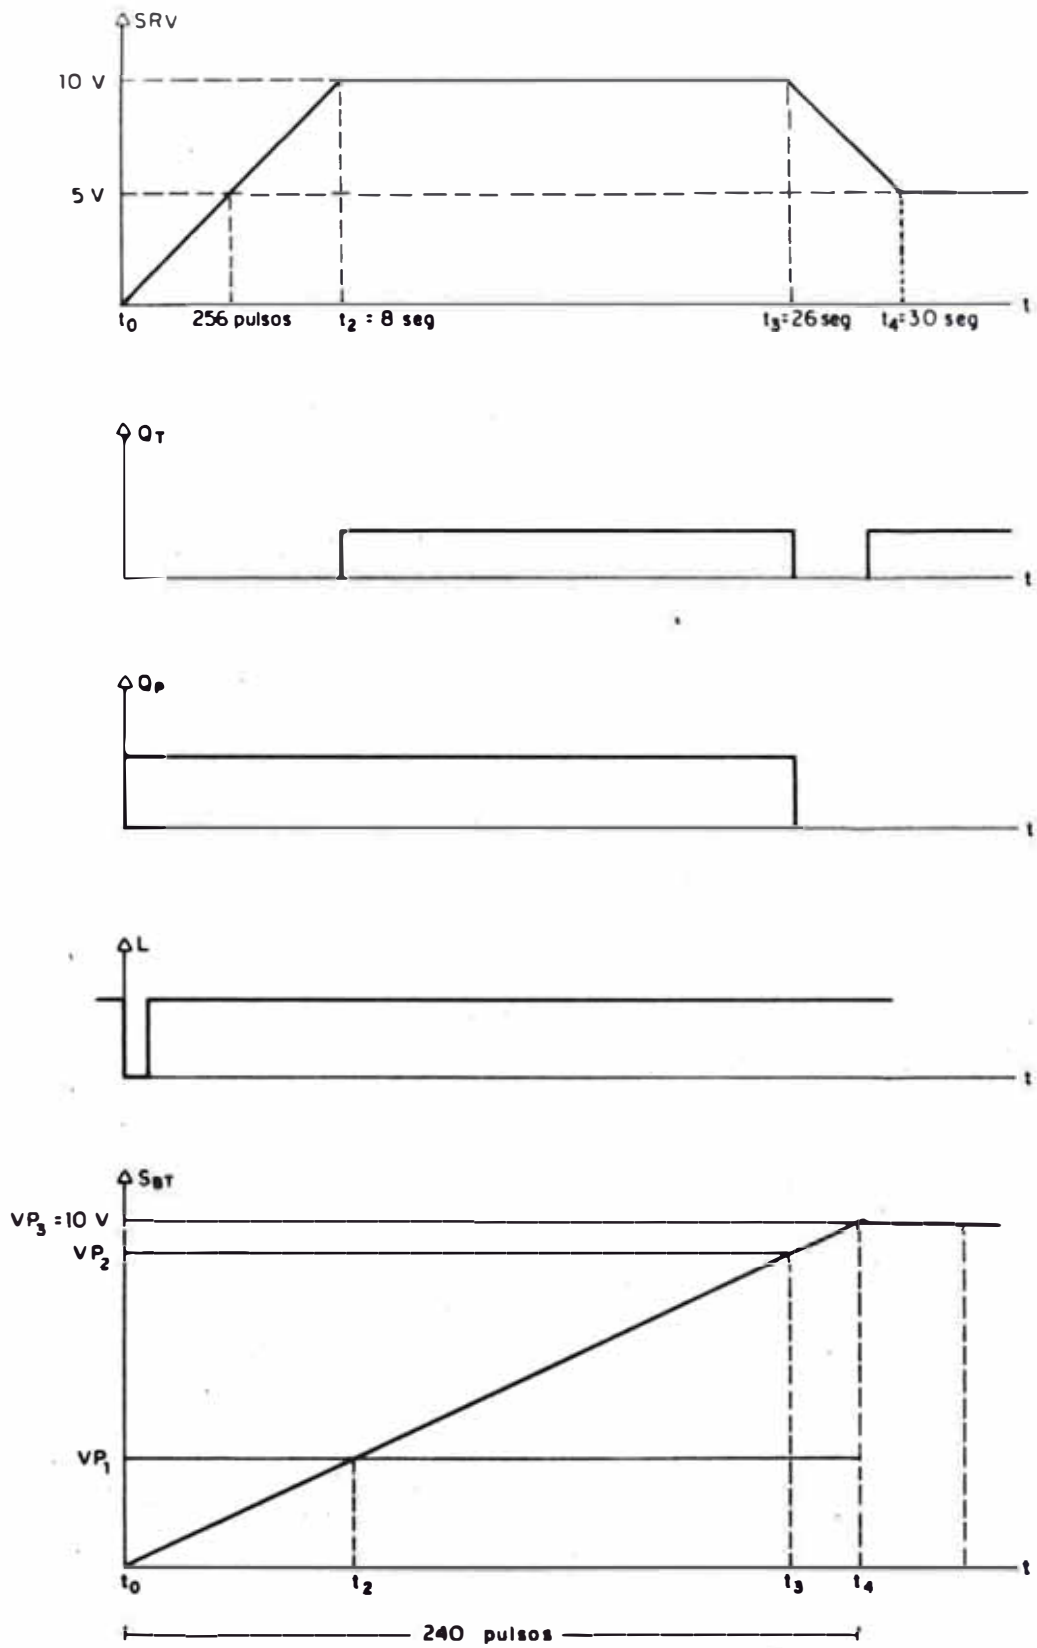 SRV
10 V
5 V
t0 256 pulsos t2 = 8 seg t3=26 seg t4=30 seg t
QT
t
QP
t
L
t
SBT
VP3 =10 V
VP2
VP1
t0 t2 t3 t4 t
240 pulsos